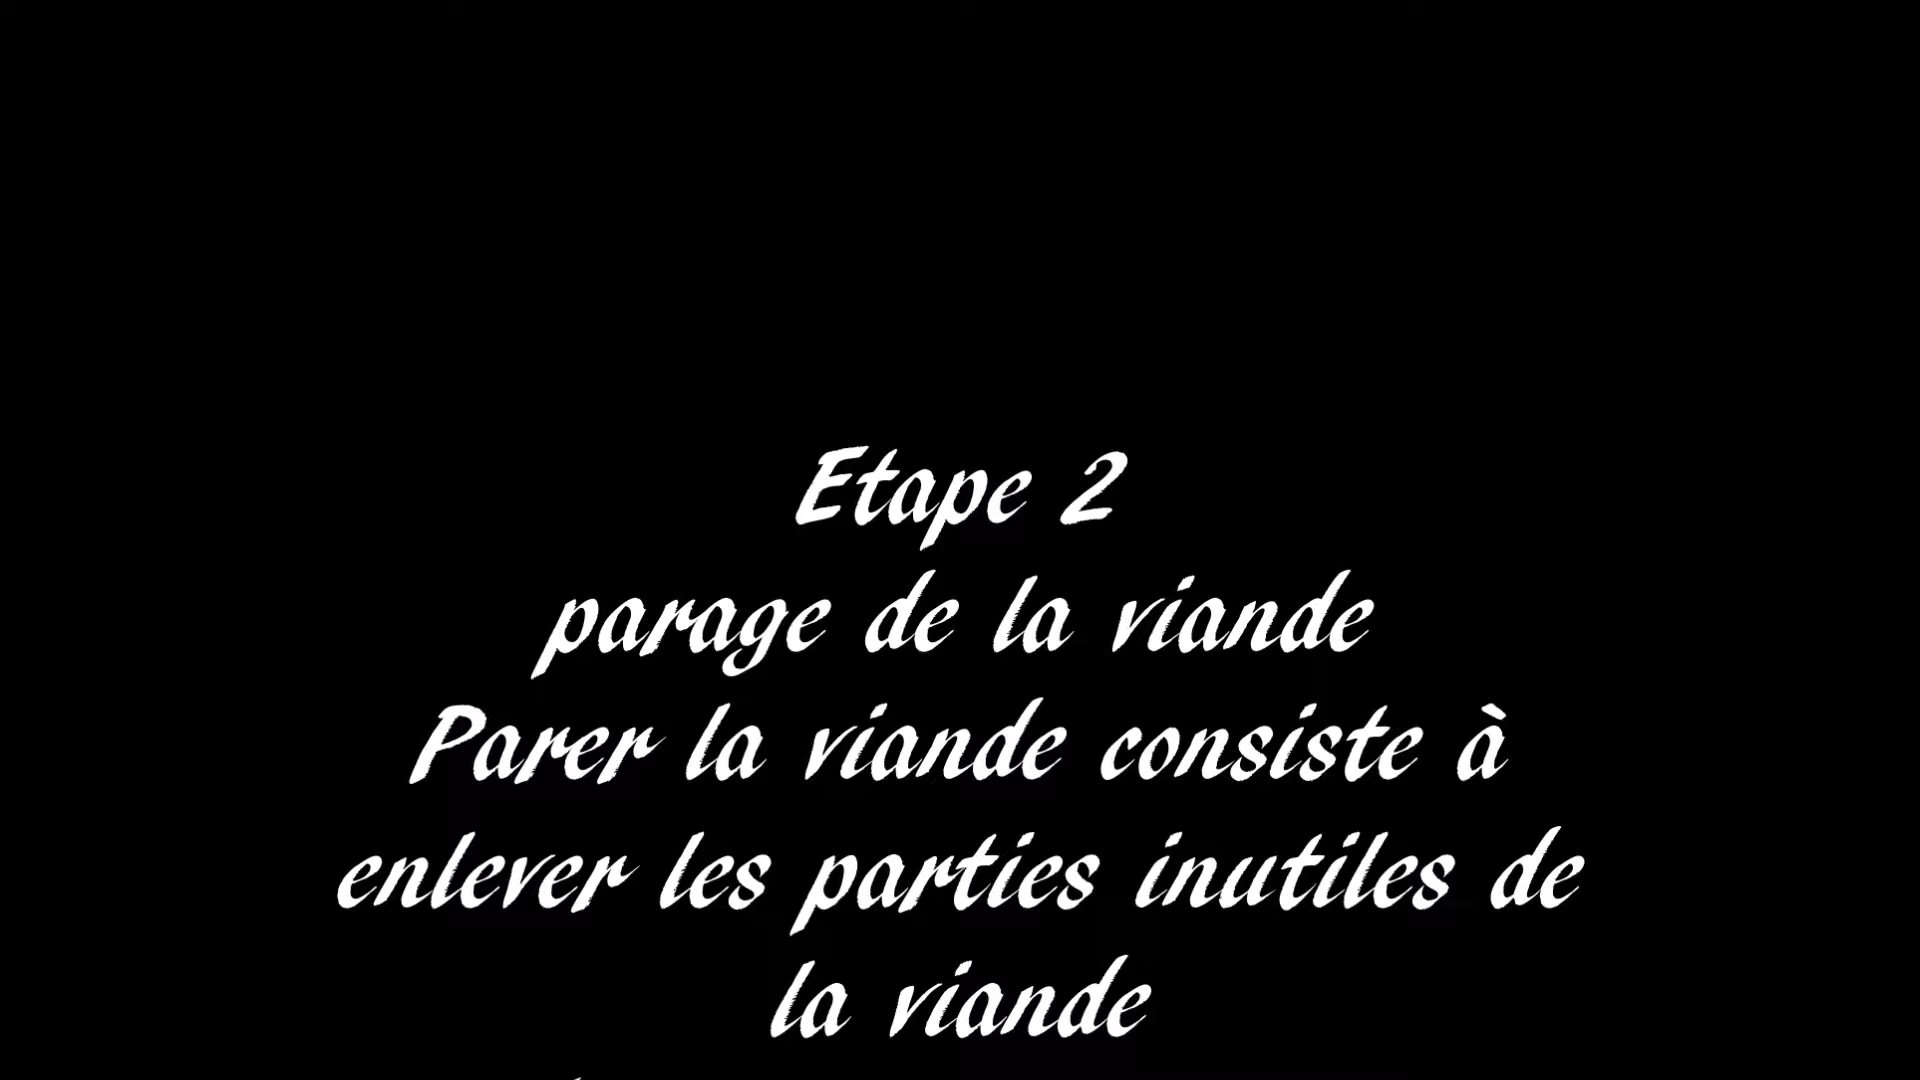 Etape 2
parage de la viande
Parer la viande consiste à
enlever les parties inutiles de
la viande